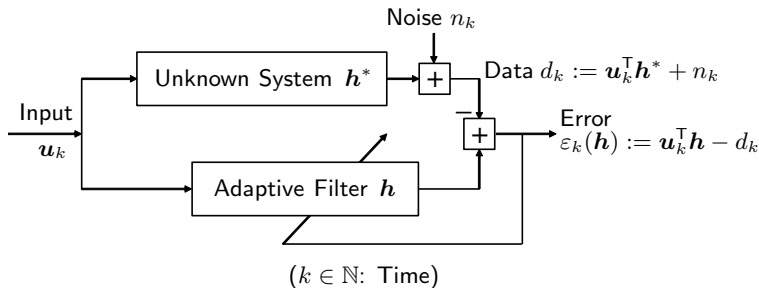 Noise n_k
Unknown System h*
+
Data d_k := u_k^T h* + n_k
−
Input
u_k
+
Error
ε_k(h) := u_k^T h − d_k
Adaptive Filter h
(k ∈ ℕ: Time)